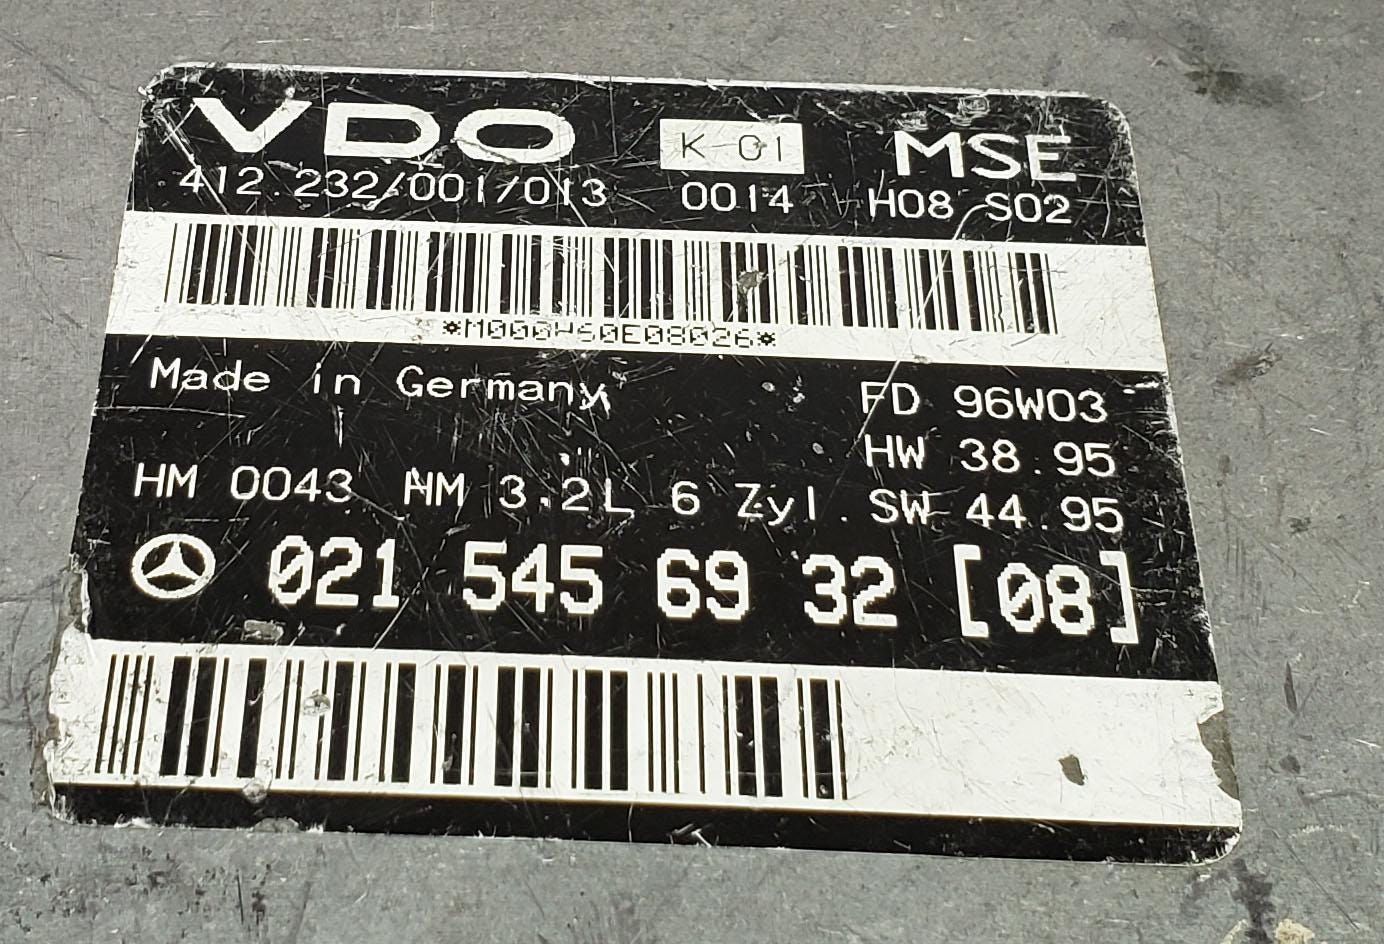 VDO K 01 MSE
412.232/001/013 0014 H08 S02
*M000W60E08026*
Made in Germany FD 96W03
HW 38.95
HM 0043 HM 3.2L 6 Zyl. SW 44.95
021 545 69 32 [08]